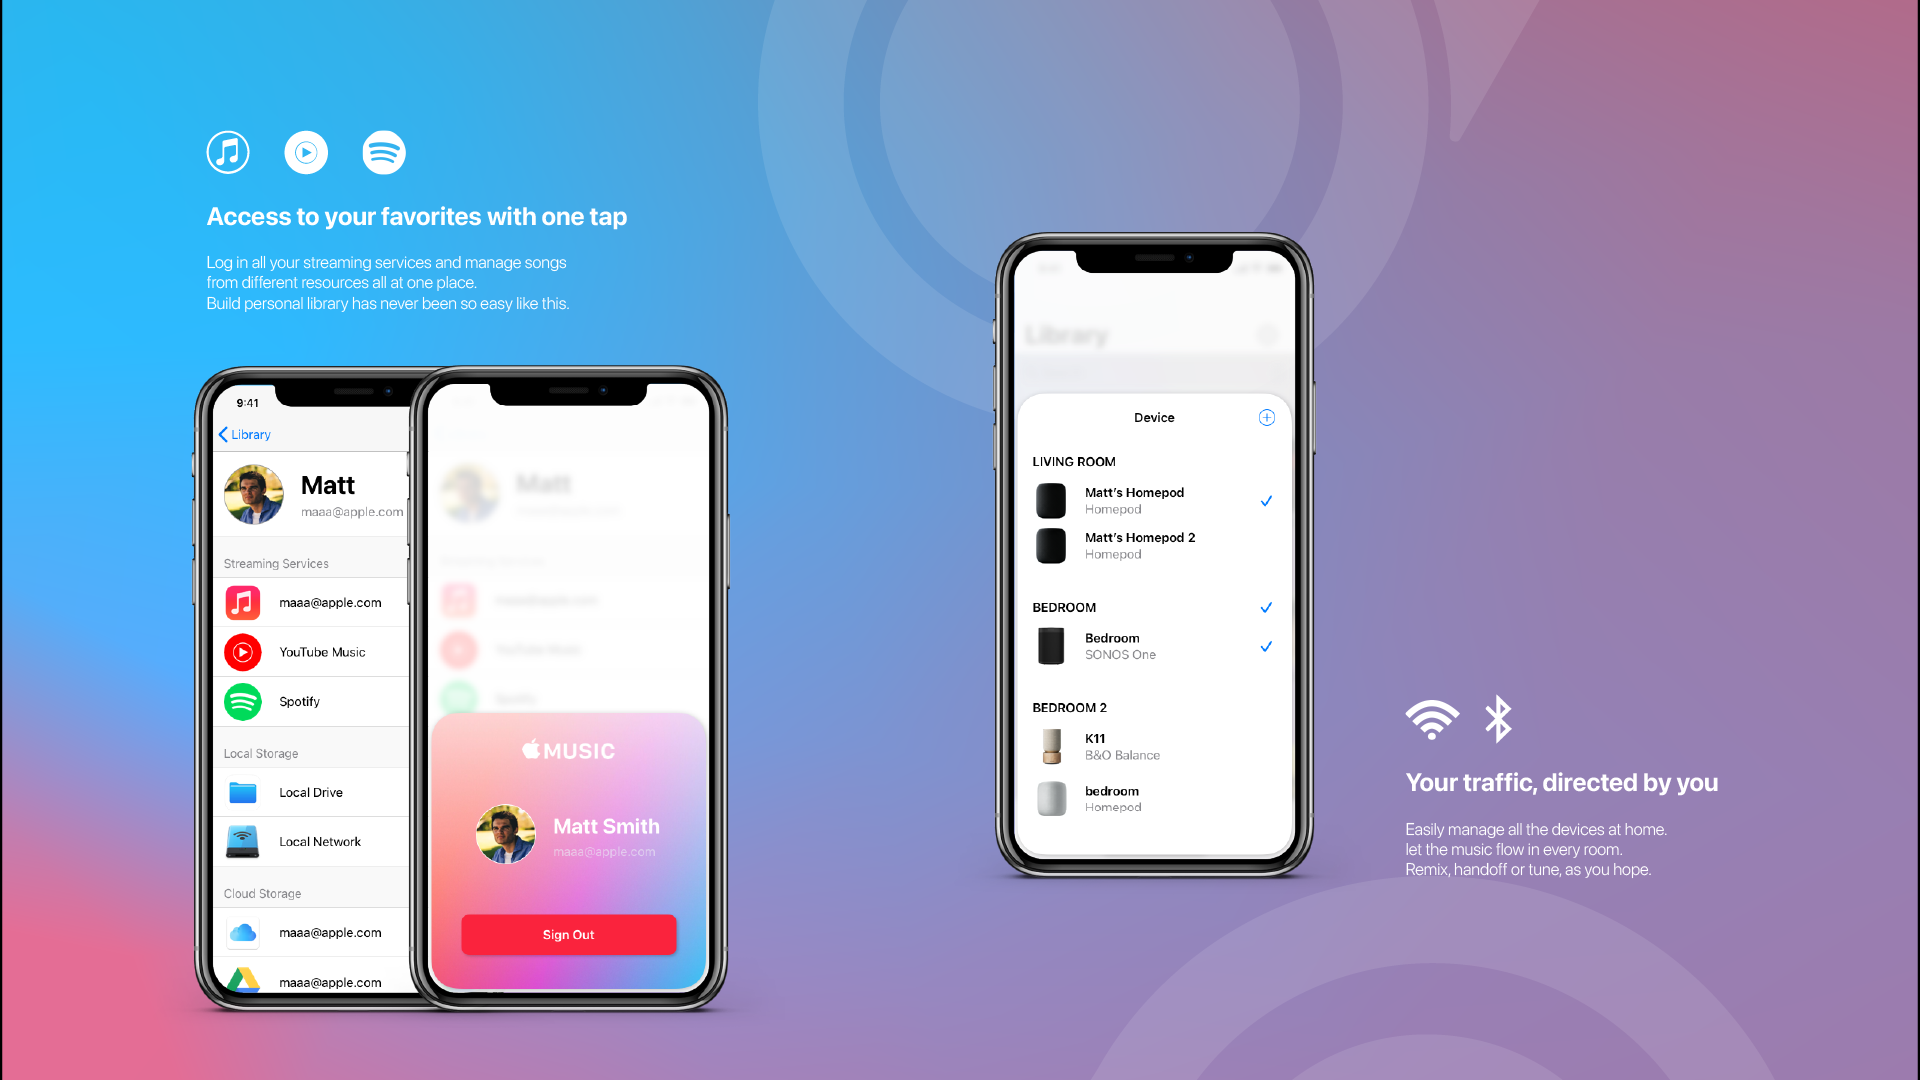 Access to your favorites with one tap
Log in all your streaming services and manage songs
from different resources all at one place.
Build personal library has never been so easy like this.
9:41
Library
Matt
maaa@apple.com
Streaming Services
maaa@apple.com
YouTube Music
Spotify
Local Storage
Local Drive
Local Network
Cloud Storage
maaa@apple.com
maaa@apple.com
Matt
YouTube Music
Spotify
MUSIC
Matt Smith
maaa@apple.com
Sign Out
Library
Device
LIVING ROOM
Matt's Homepod
Homepod
Matt's Homepod 2
Homepod
BEDROOM
Bedroom
SONOS One
BEDROOM 2
K11
B&O Balance
bedroom
Homepod
Your traffic, directed by you
Easily manage all the devices at home.
let the music flow in every room.
Remix, handoff or tune, as you hope.